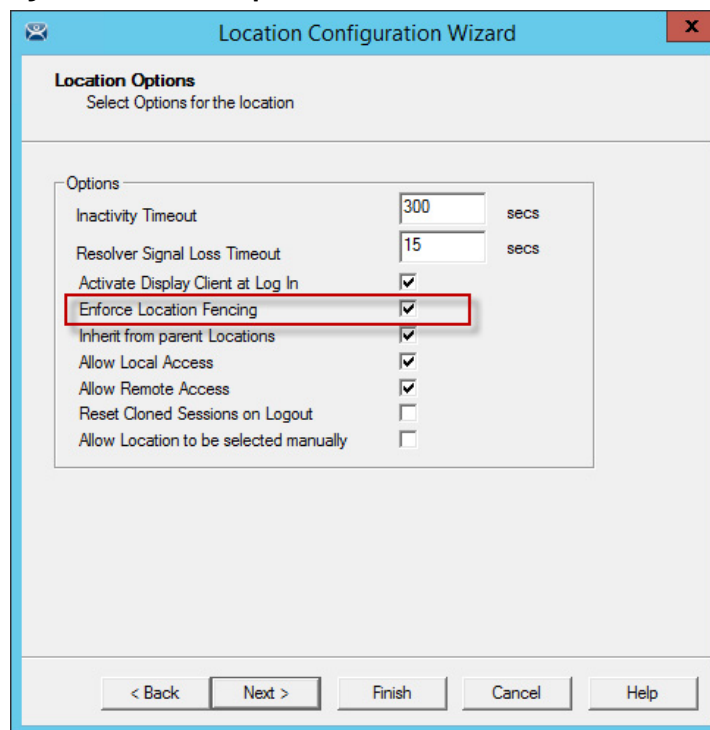 Location Configuration Wizard
x
Location Options
Select Options for the location
Options
Inactivity Timeout 300 secs
Resolver Signal Loss Timeout 15 secs
Activate Display Client at Log In
Enforce Location Fencing
Inherit from parent Locations
Allow Local Access
Allow Remote Access
Reset Cloned Sessions on Logout
Allow Location to be selected manually
< Back Next > Finish Cancel Help